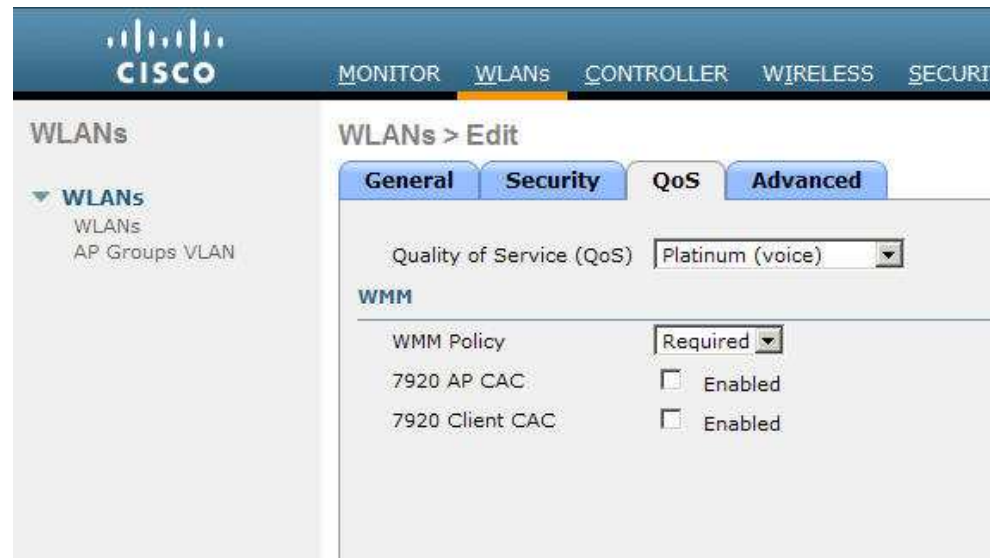 CISCO
MONITOR WLANs CONTROLLER WIRELESS SECURI
WLANs
WLANs
WLANs
AP Groups VLAN
WLANs > Edit
General Security QoS Advanced
Quality of Service (QoS) Platinum (voice)
WMM
WMM Policy Required
7920 AP CAC Enabled
7920 Client CAC Enabled